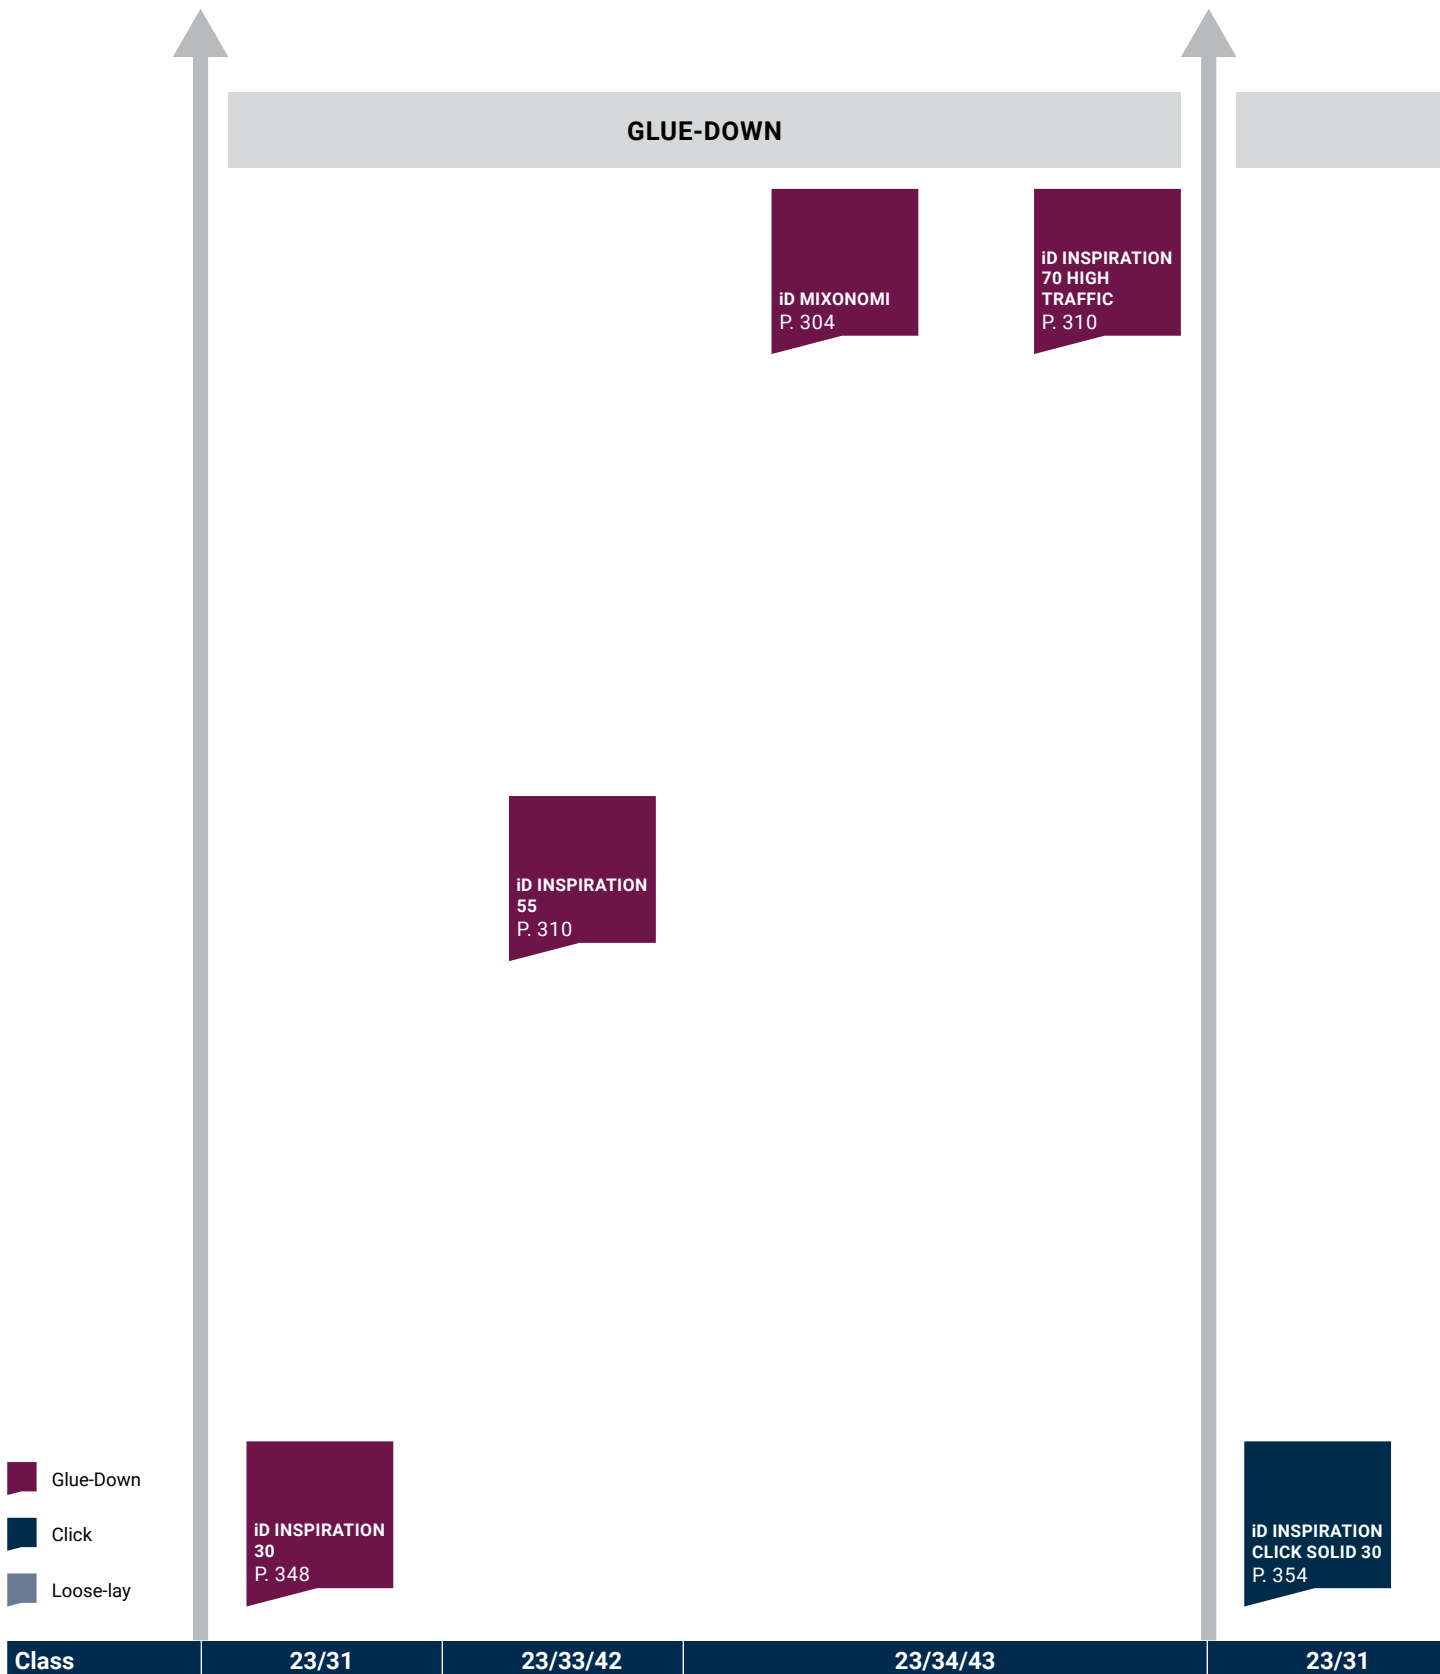 GLUE-DOWN
iD MIXONOMI
P. 304
iD INSPIRATION
70 HIGH
TRAFFIC
P. 310
iD INSPIRATION
55
P. 310
iD INSPIRATION
30
P. 348
iD INSPIRATION
CLICK SOLID 30
P. 354
Glue-Down
Click
Loose-lay
Class 23/31 23/33/42 23/34/43 23/31